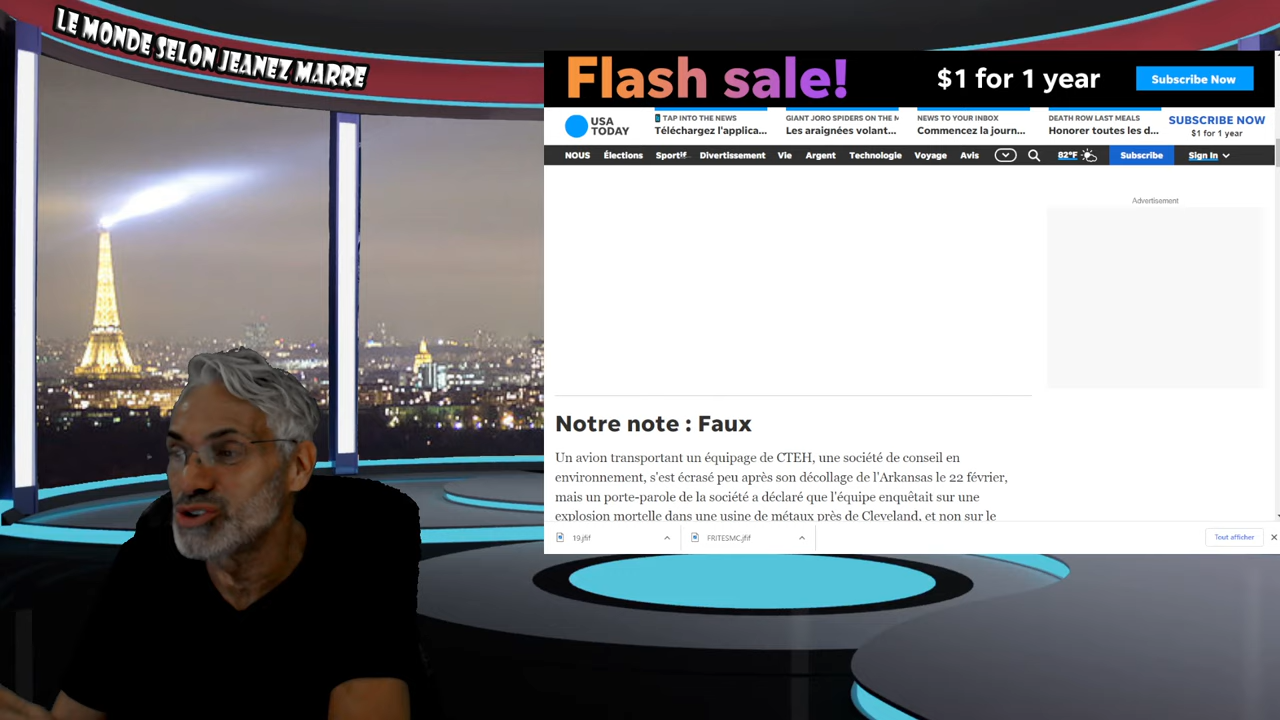 LE MONDE SELON JEANEZ MARRE
Flash sale!
$1 for 1 year
Subscribe Now
USA
TODAY
TAP INTO THE NEWS
Téléchargez l'applica...
GIANT JORO SPIDERS ON THE N
Les araignées volant...
NEWS TO YOUR INBOX
Commencez la journ...
DEATH ROW LAST MEALS
Honorer toutes les d...
SUBSCRIBE NOW
$1 for 1 year
NOUS Élections Sportif Divertissement Vie Argent Technologie Voyage Avis 82°F Subscribe Sign In
Advertisement
Notre note : Faux
Un avion transportant un équipage de CTEH, une société de conseil en
environnement, s'est écrasé peu après son décollage de l'Arkansas le 22 février,
mais un porte-parole de la société a déclaré que l'équipe enquêtait sur une
explosion mortelle dans une usine de métaux près de Cleveland, et non sur le
19.jfif
FRITESMC.jfif
Tout afficher